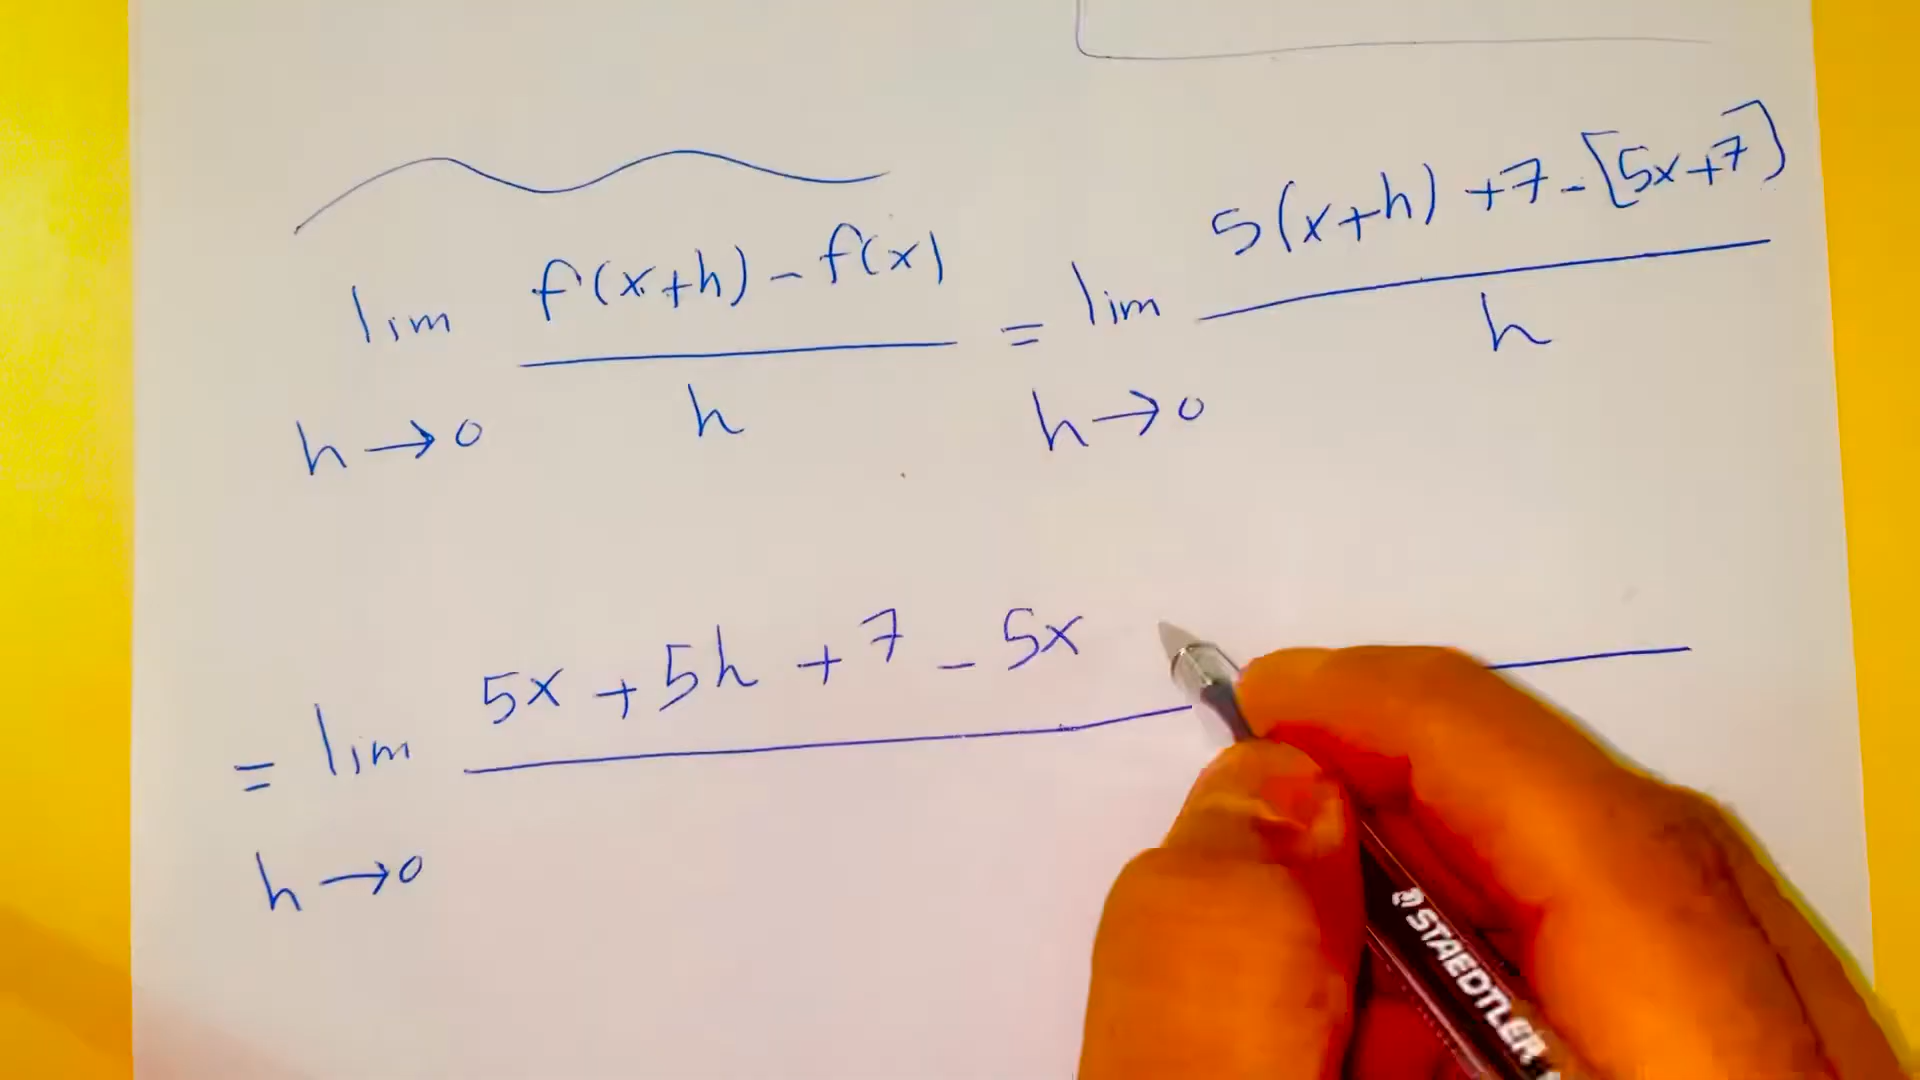 lim f(x+h) - f(x) / h = lim 5(x+h) + 7 - [5x+7] / h
h → 0 h → 0
= lim 5x + 5h + 7 - 5x
h → 0
STAEDTLER